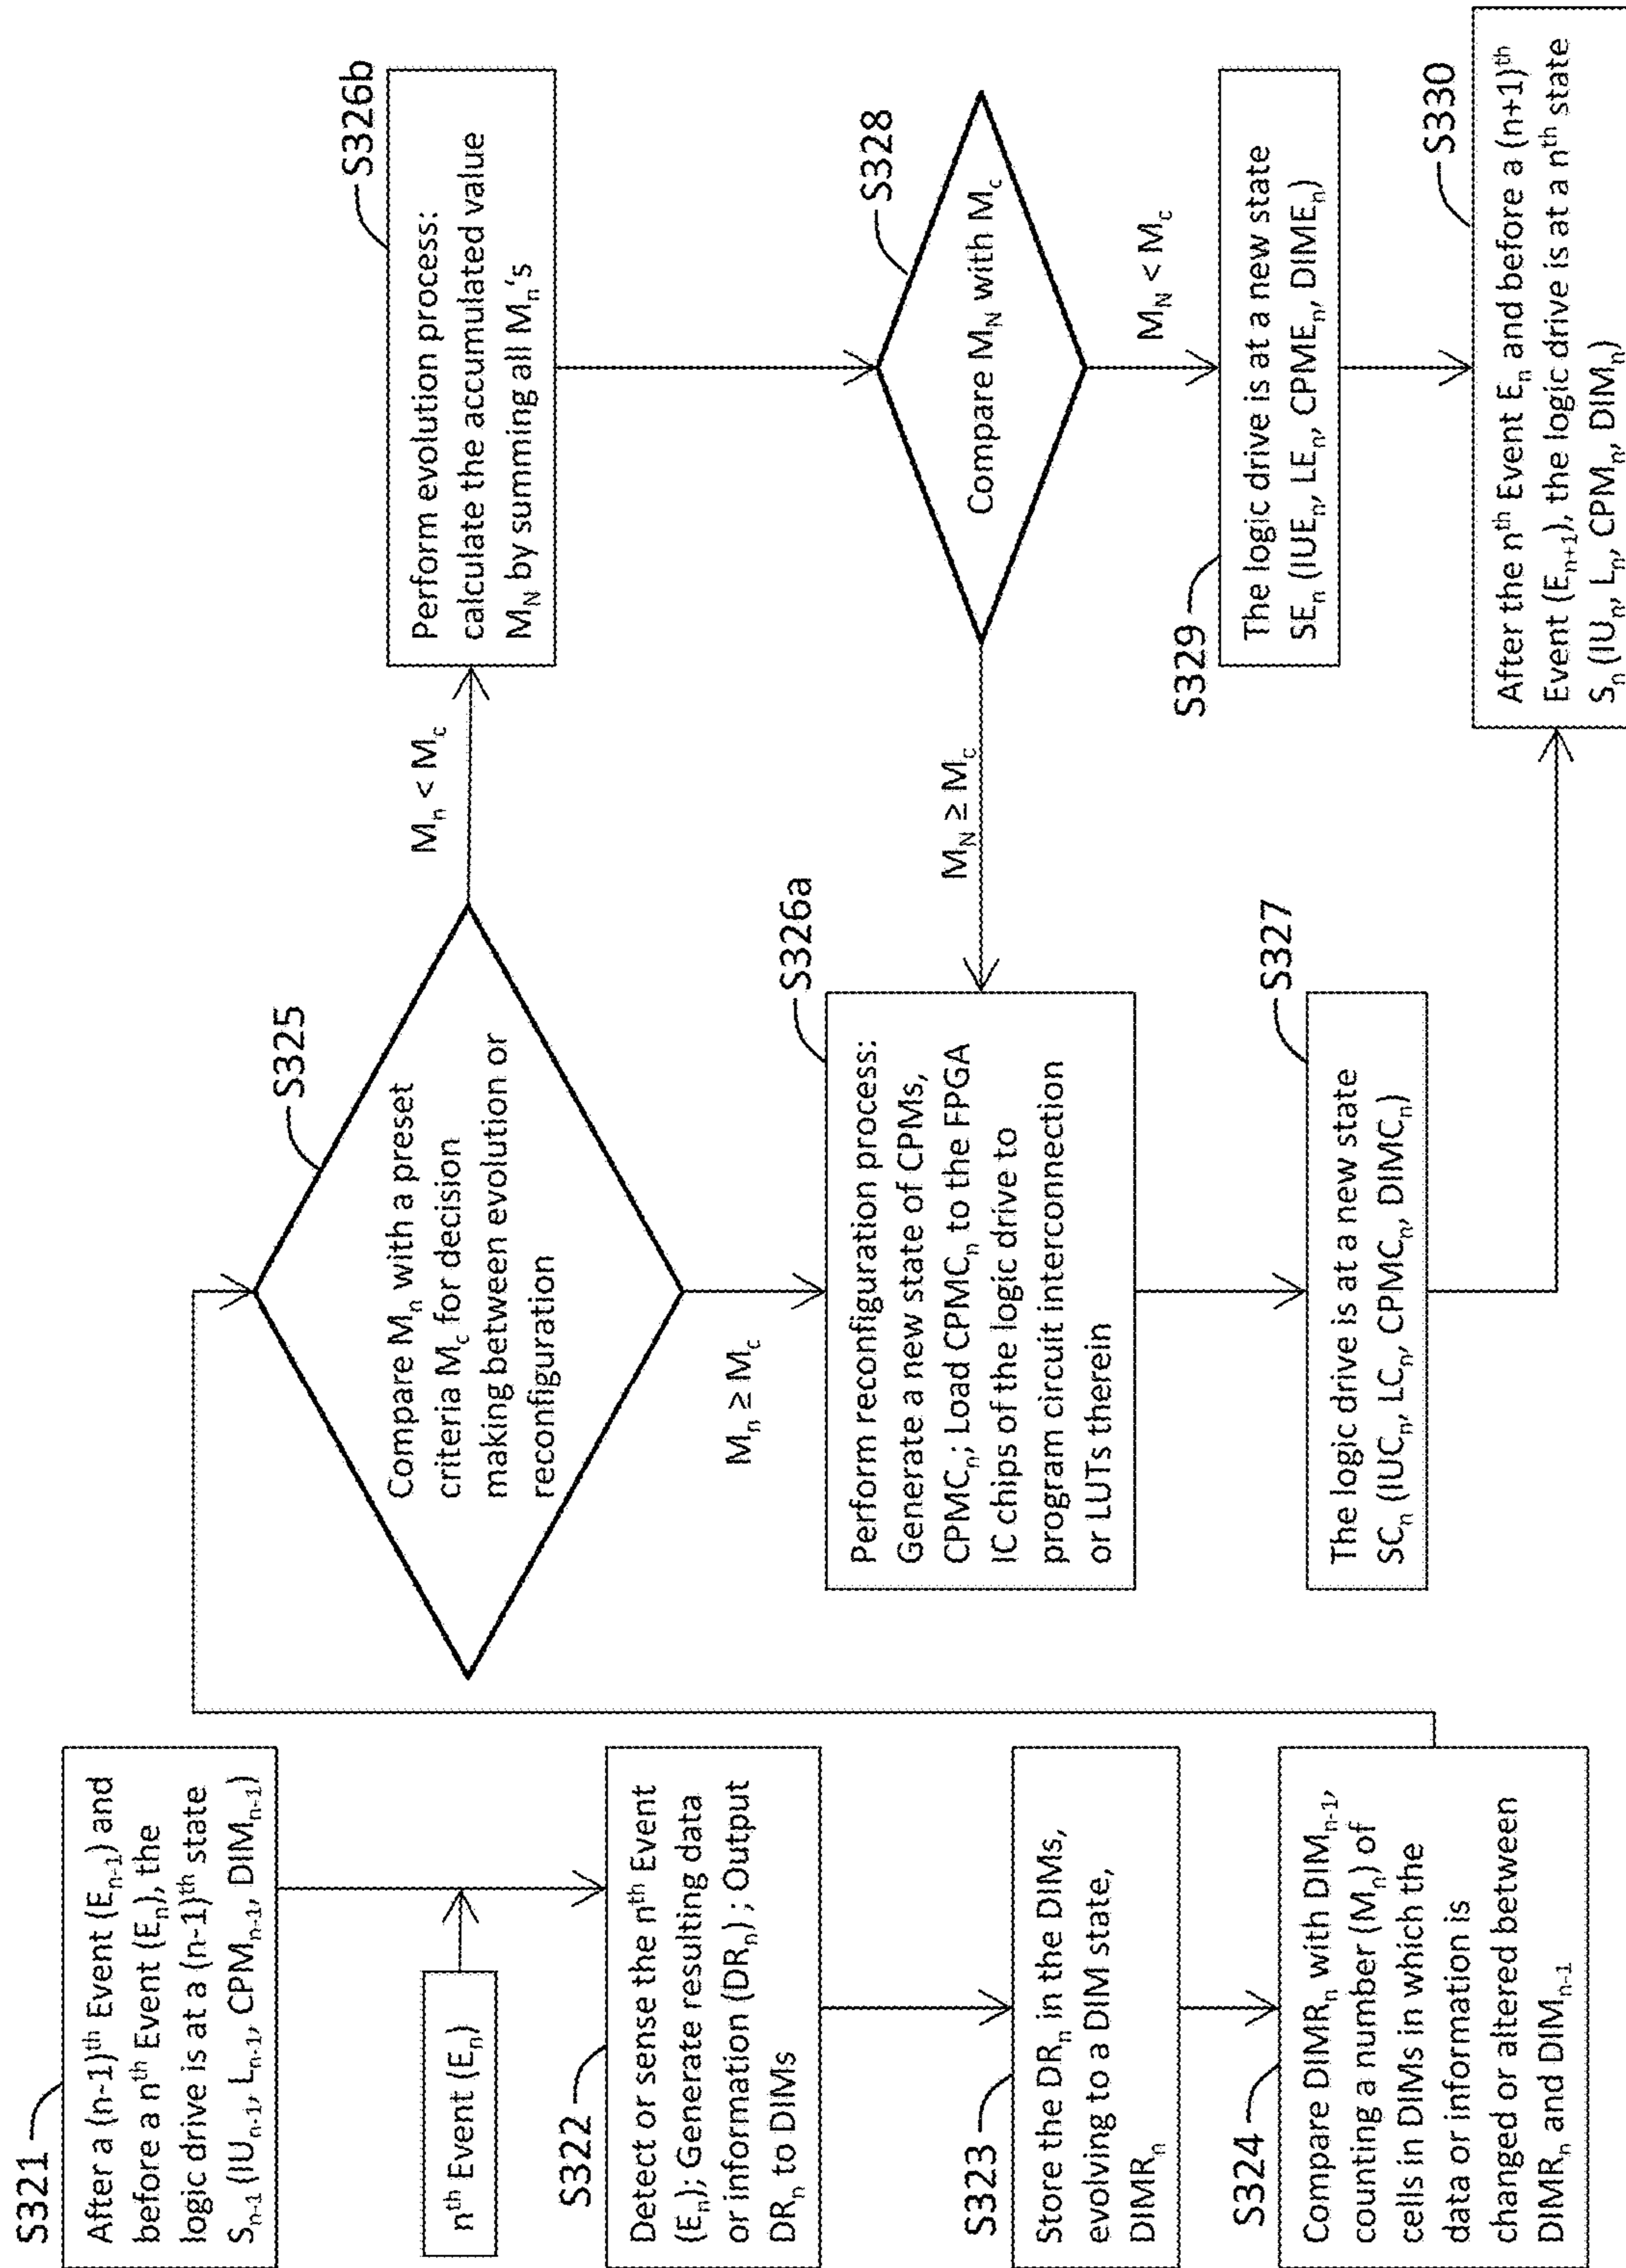 S321
After a (n-1)th Event (En-1) and
before a nth Event (En), the
logic drive is at a (n-1)th state
Sn-1 (IUn-1, Ln-1, CPMn-1, DIMn-1)
nth Event (En)
S322
Detect or sense the nth Event
(En); Generate resulting data
or information (DRn) ; Output
DRn to DIMs
S323
Store the DRn in the DIMs,
evolving to a DIM state,
DIMRn
S324
Compare DIMRn with DIMn-1,
counting a number (Mn) of
cells in DIMs in which the
data or information is
changed or altered between
DIMRn and DIMn-1
S325
Compare Mn with a preset
criteria Mc for decision
making between evolution or
reconfiguration
Mn ≥ Mc
Mn < Mc
S326a
Perform reconfiguration process:
Generate a new state of CPMs,
CPMCn; Load CPMCn to the FPGA
IC chips of the logic drive to
program circuit interconnection
or LUTs therein
S327
The logic drive is at a new state
SCn (IUCn, LCn, CPMCn, DIMCn)
S326b
Perform evolution process:
calculate the accumulated value
MN by summing all Mn's
S328
Compare MN with Mc
MN ≥ Mc
MN < Mc
S329
The logic drive is at a new state
SEn (IUEn, LEn, CPMEn, DIMEn)
S330
After the nth Event En and before a (n+1)th
Event (En+1), the logic drive is at a nth state
Sn (IUn, Ln, CPMn, DIMn)